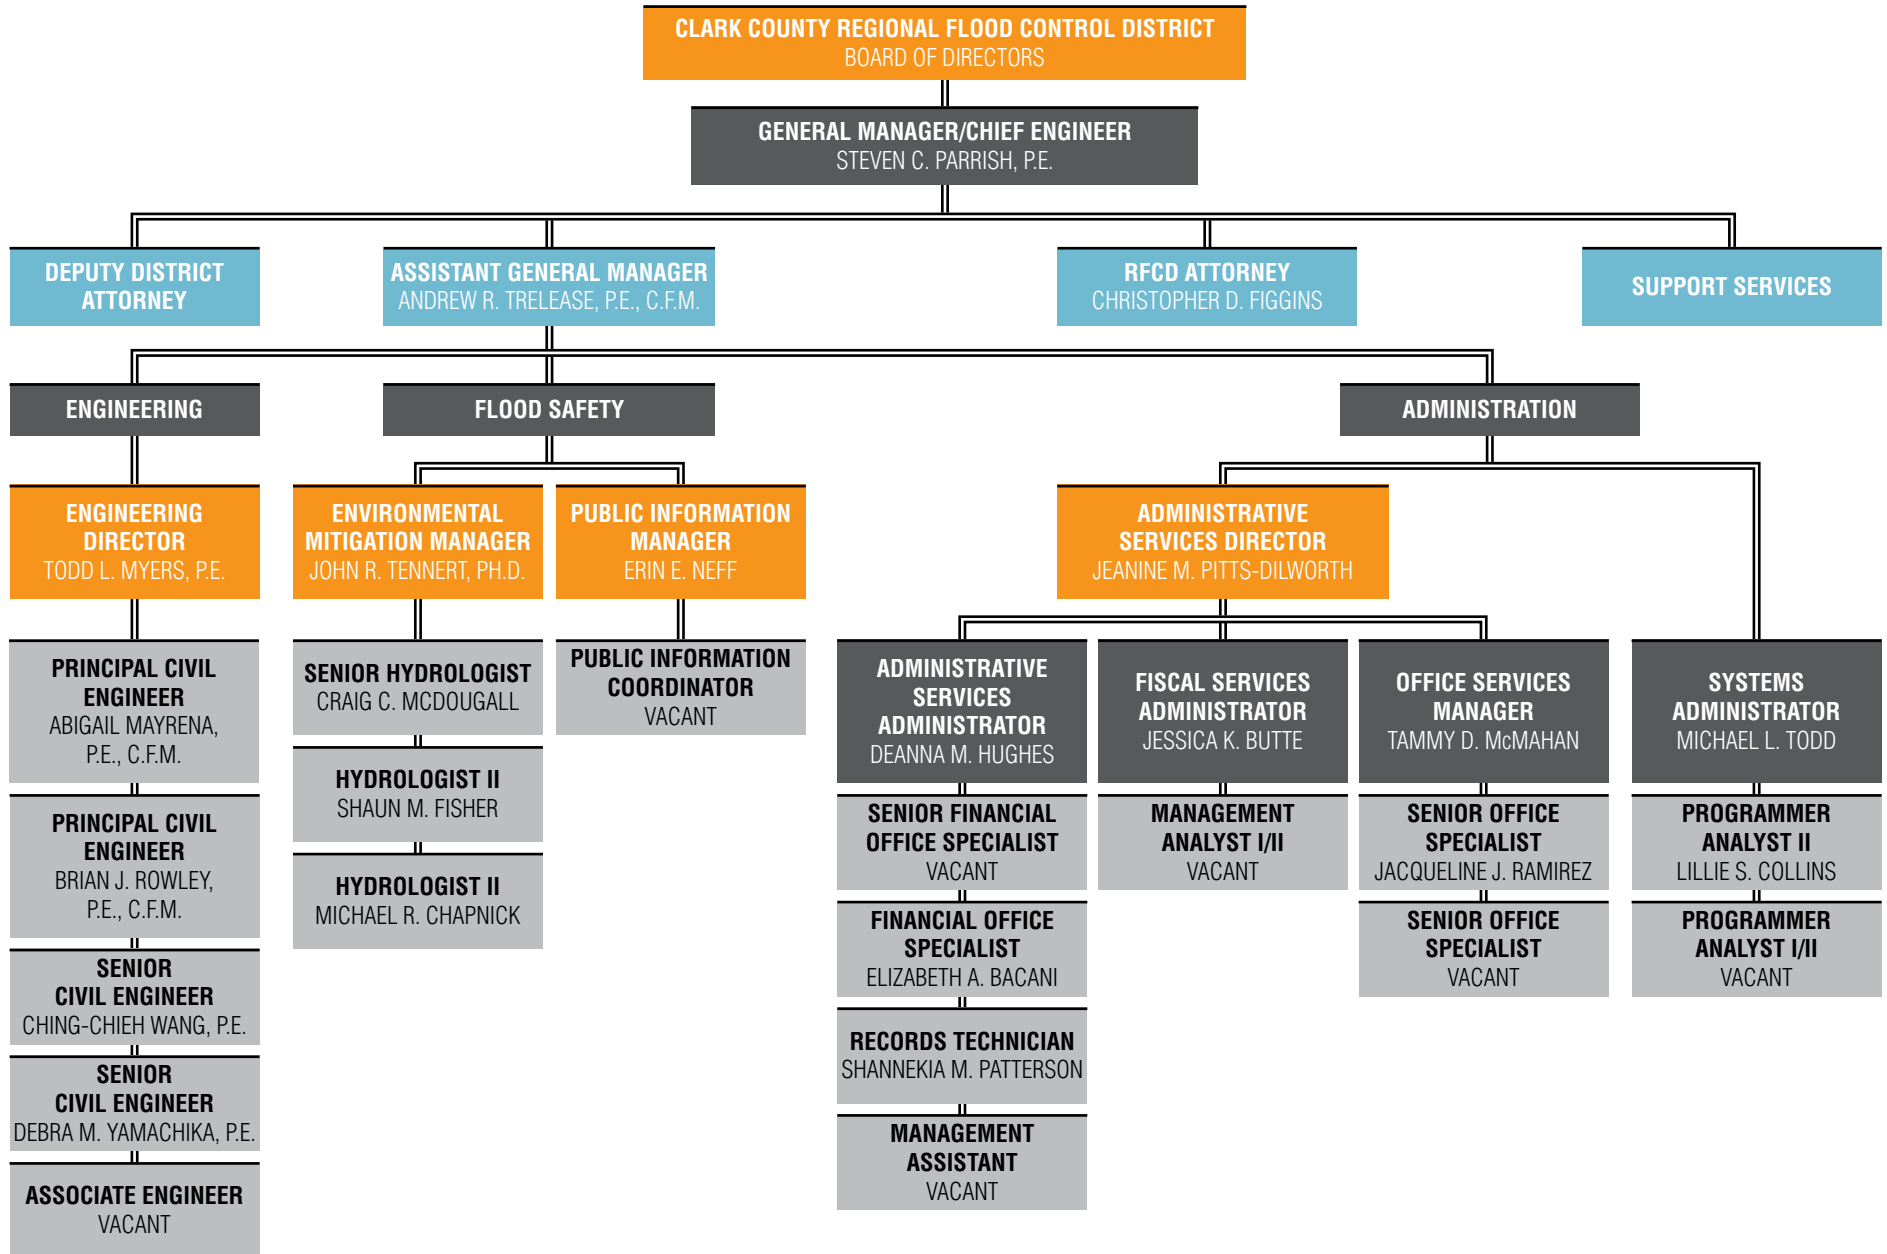 CLARK COUNTY REGIONAL FLOOD CONTROL DISTRICT
BOARD OF DIRECTORS
GENERAL MANAGER/CHIEF ENGINEER
STEVEN C. PARRISH, P.E.
DEPUTY DISTRICT
ATTORNEY
ASSISTANT GENERAL MANAGER
ANDREW R. TRELEASE, P.E., C.F.M.
RFCD ATTORNEY
CHRISTOPHER D. FIGGINS
SUPPORT SERVICES
ENGINEERING
FLOOD SAFETY
ADMINISTRATION
ENGINEERING
DIRECTOR
TODD L. MYERS, P.E.
ENVIRONMENTAL
MITIGATION MANAGER
JOHN R. TENNERT, PH.D.
PUBLIC INFORMATION
MANAGER
ERIN E. NEFF
ADMINISTRATIVE
SERVICES DIRECTOR
JEANINE M. PITTS-DILWORTH
PRINCIPAL CIVIL
ENGINEER
ABIGAIL MAYRENA,
P.E., C.F.M.
PRINCIPAL CIVIL
ENGINEER
BRIAN J. ROWLEY,
P.E., C.F.M.
SENIOR
CIVIL ENGINEER
CHING-CHIEH WANG, P.E.
SENIOR
CIVIL ENGINEER
DEBRA M. YAMACHIKA, P.E.
ASSOCIATE ENGINEER
VACANT
SENIOR HYDROLOGIST
CRAIG C. MCDOUGALL
HYDROLOGIST II
SHAUN M. FISHER
HYDROLOGIST II
MICHAEL R. CHAPNICK
PUBLIC INFORMATION
COORDINATOR
VACANT
ADMINISTRATIVE
SERVICES
ADMINISTRATOR
DEANNA M. HUGHES
SENIOR FINANCIAL
OFFICE SPECIALIST
VACANT
FINANCIAL OFFICE
SPECIALIST
ELIZABETH A. BACANI
RECORDS TECHNICIAN
SHANNEKIA M. PATTERSON
MANAGEMENT
ASSISTANT
VACANT
FISCAL SERVICES
ADMINISTRATOR
JESSICA K. BUTTE
MANAGEMENT
ANALYST I/II
VACANT
OFFICE SERVICES
MANAGER
TAMMY D. McMAHAN
SENIOR OFFICE
SPECIALIST
JACQUELINE J. RAMIREZ
SENIOR OFFICE
SPECIALIST
VACANT
SYSTEMS
ADMINISTRATOR
MICHAEL L. TODD
PROGRAMMER
ANALYST II
LILLIE S. COLLINS
PROGRAMMER
ANALYST I/II
VACANT